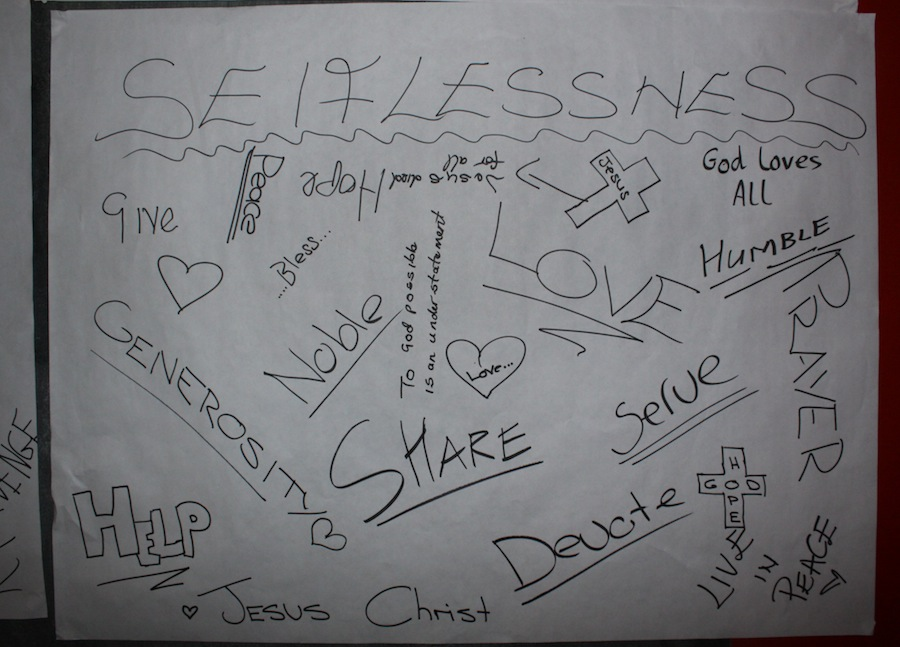 SElFLESSNESS
Give
Peace
Hope
Jesus died
for all
Jesus
God Loves
All
...Bless...
Noble
To God possible
is an understatement
LOVE
Love...
HUMBLE
PRAYER
GENEROSITY
SHARE
Serve
HELP
Devote
HOPE
GOD
LIVE
IN
PEACE
JESUS Christ